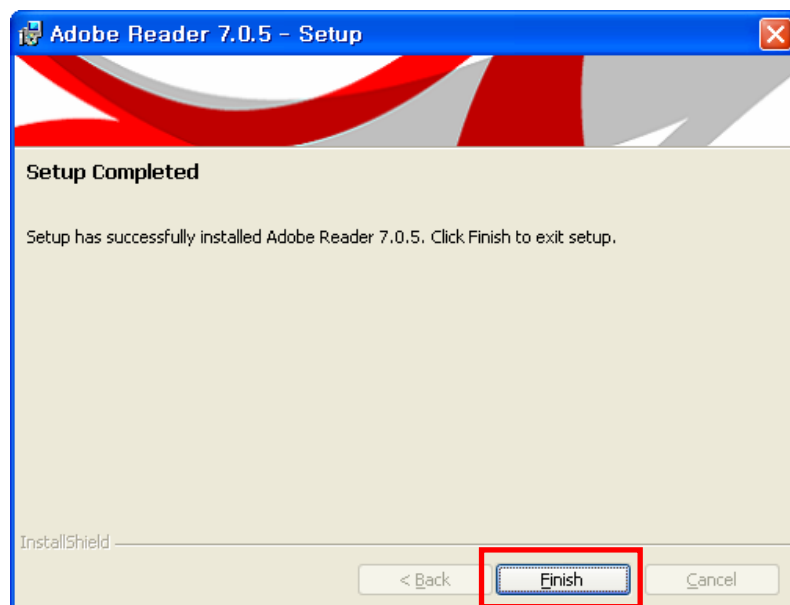 Adobe Reader 7.0.5 - Setup
Setup Completed
Setup has successfully installed Adobe Reader 7.0.5. Click Finish to exit setup.
InstallShield
< Back Finish Cancel